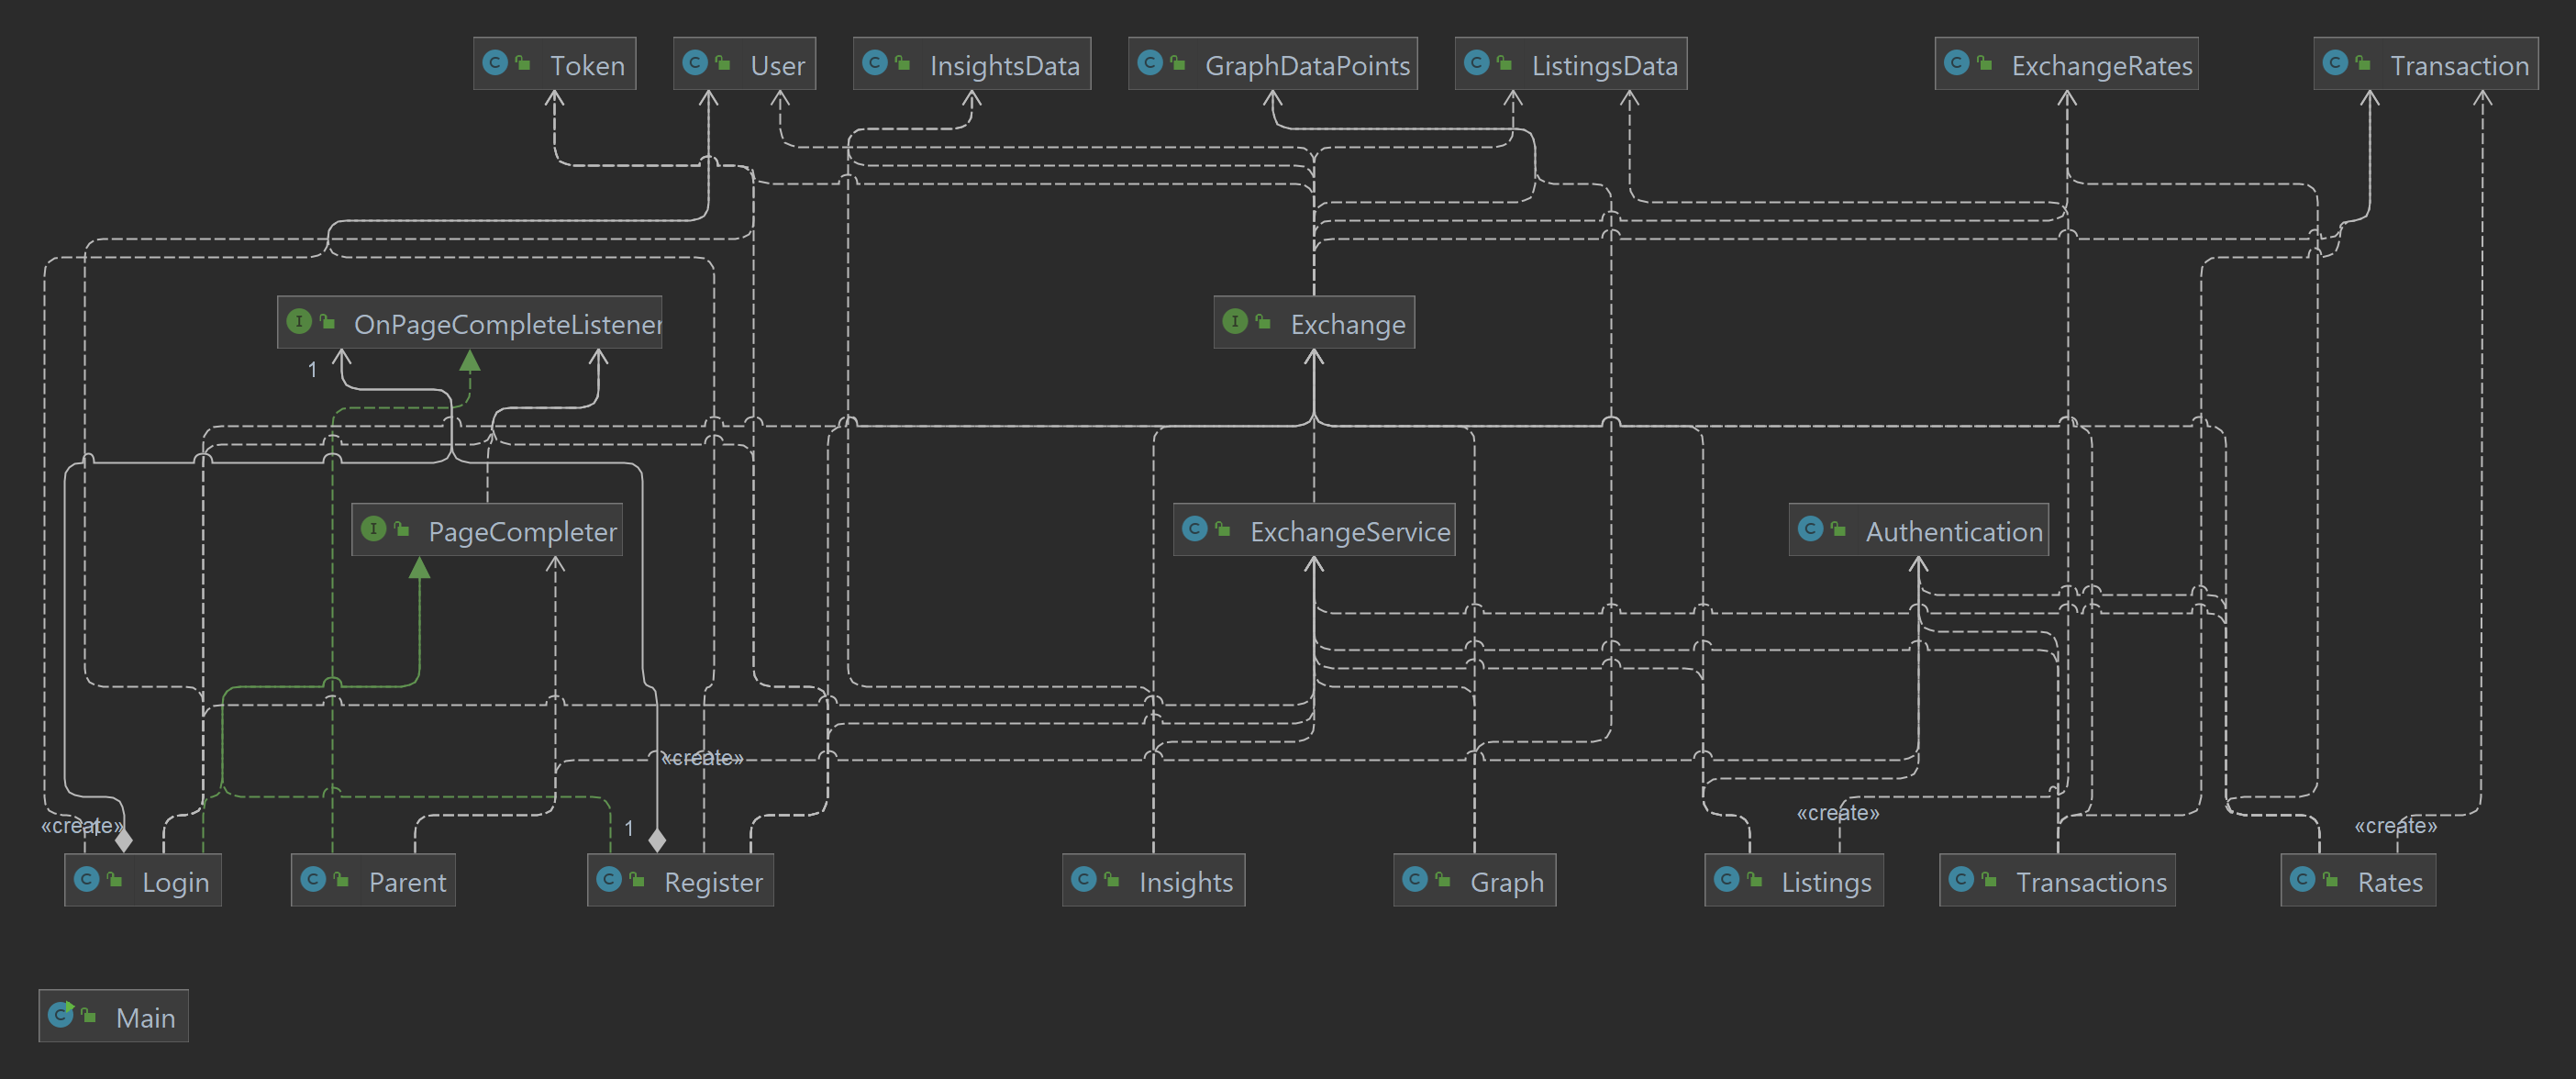 Token
User
InsightsData
GraphDataPoints
ListingsData
ExchangeRates
Transaction
OnPageCompleteListener
Exchange
1
PageCompleter
ExchangeService
Authentication
«create»
«create»
«create»
1
1
«create»
Login
Parent
Register
Insights
Graph
Listings
Transactions
Rates
Main